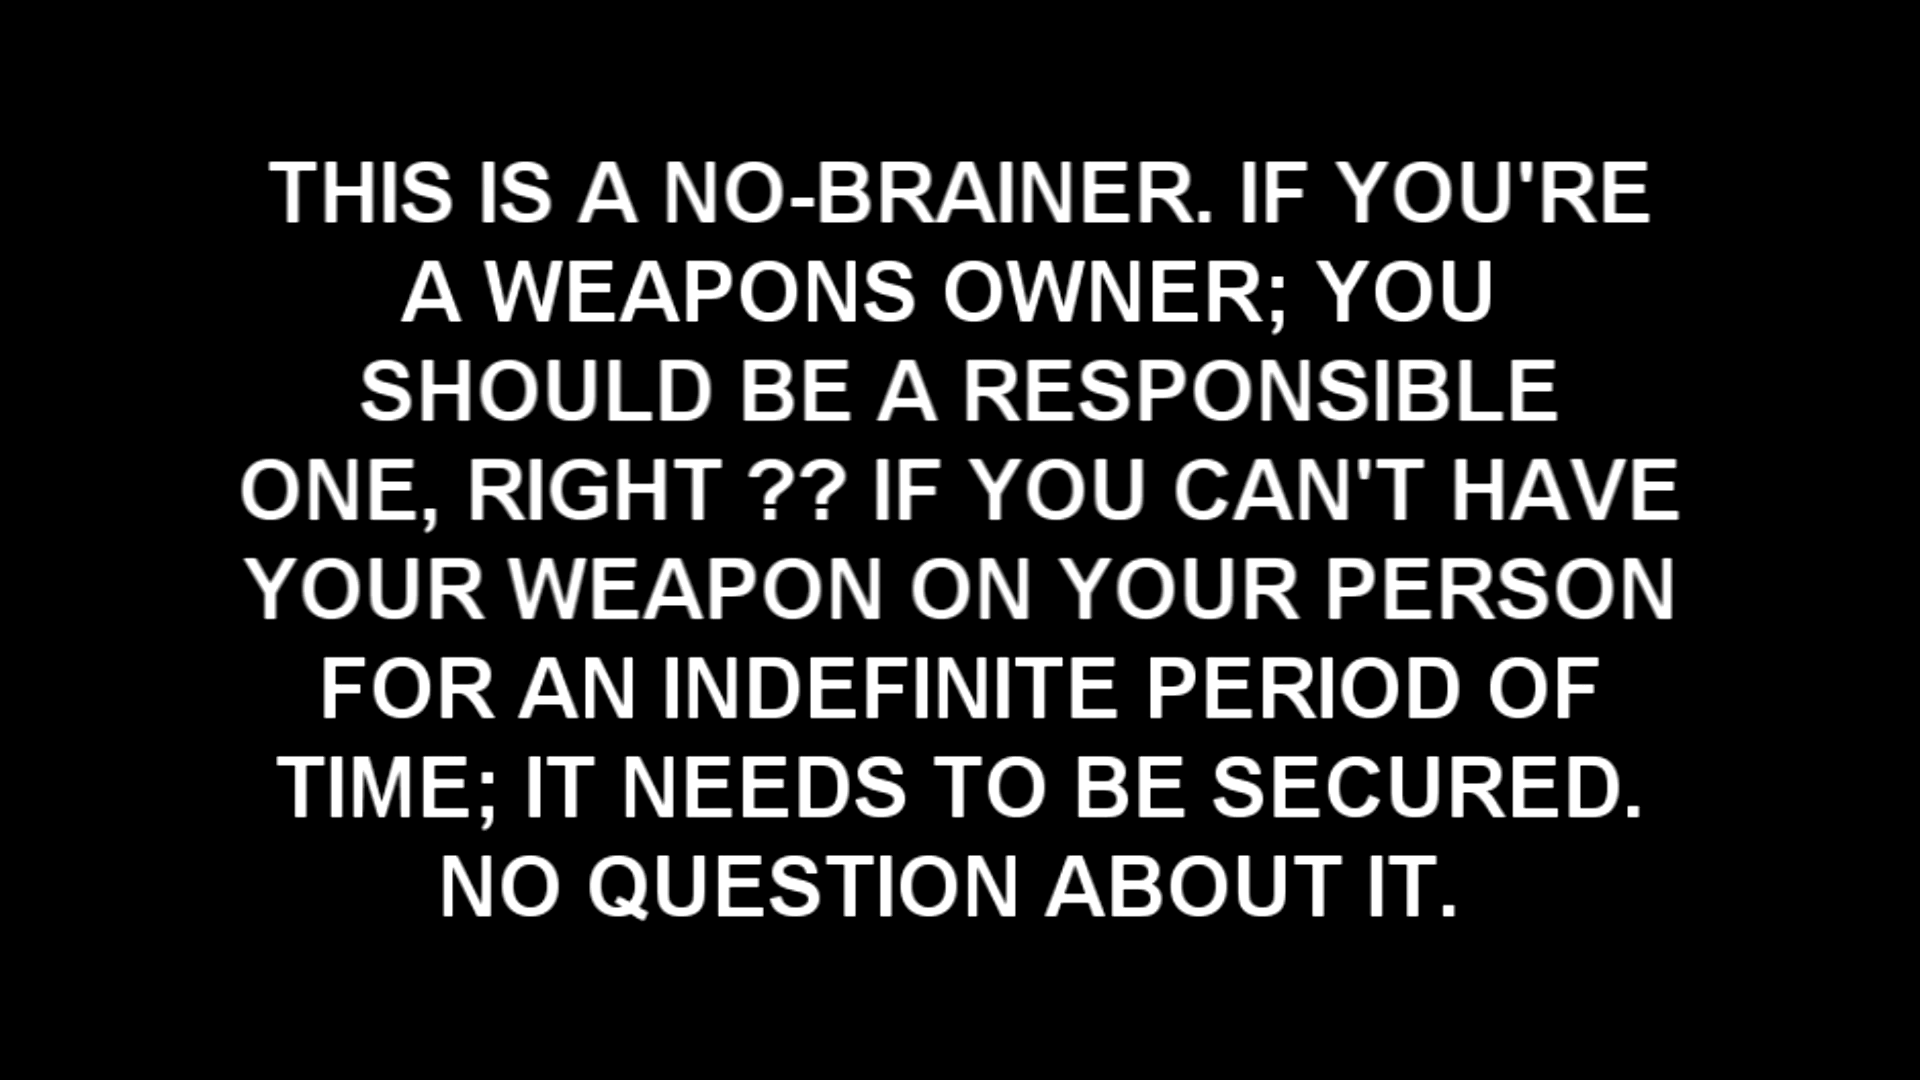 THIS IS A NO-BRAINER. IF YOU'RE
A WEAPONS OWNER; YOU
SHOULD BE A RESPONSIBLE
ONE, RIGHT ?? IF YOU CAN'T HAVE
YOUR WEAPON ON YOUR PERSON
FOR AN INDEFINITE PERIOD OF
TIME; IT NEEDS TO BE SECURED.
NO QUESTION ABOUT IT.